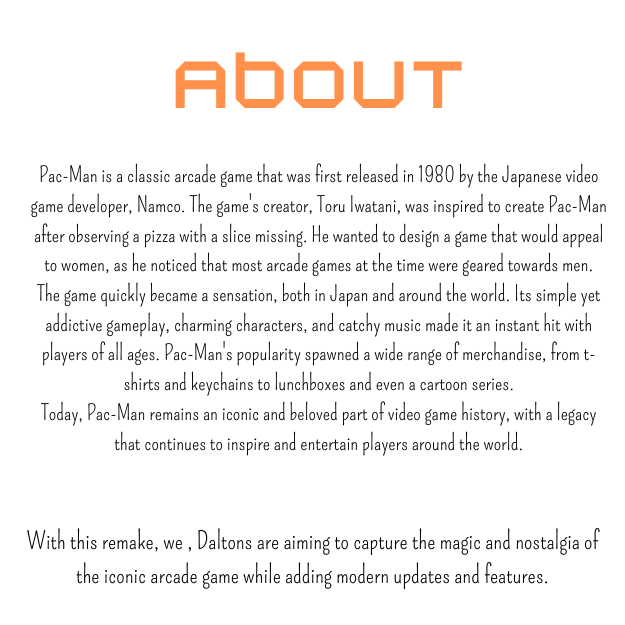 ABOUT
Pac-Man is a classic arcade game that was first released in 1980 by the Japanese video
game developer, Namco. The game's creator, Toru Iwatani, was inspired to create Pac-Man
after observing a pizza with a slice missing. He wanted to design a game that would appeal
to women, as he noticed that most arcade games at the time were geared towards men.
The game quickly became a sensation, both in Japan and around the world. Its simple yet
addictive gameplay, charming characters, and catchy music made it an instant hit with
players of all ages. Pac-Man's popularity spawned a wide range of merchandise, from t-
shirts and keychains to lunchboxes and even a cartoon series.
Today, Pac-Man remains an iconic and beloved part of video game history, with a legacy
that continues to inspire and entertain players around the world.
With this remake, we , Daltons are aiming to capture the magic and nostalgia of
the iconic arcade game while adding modern updates and features.